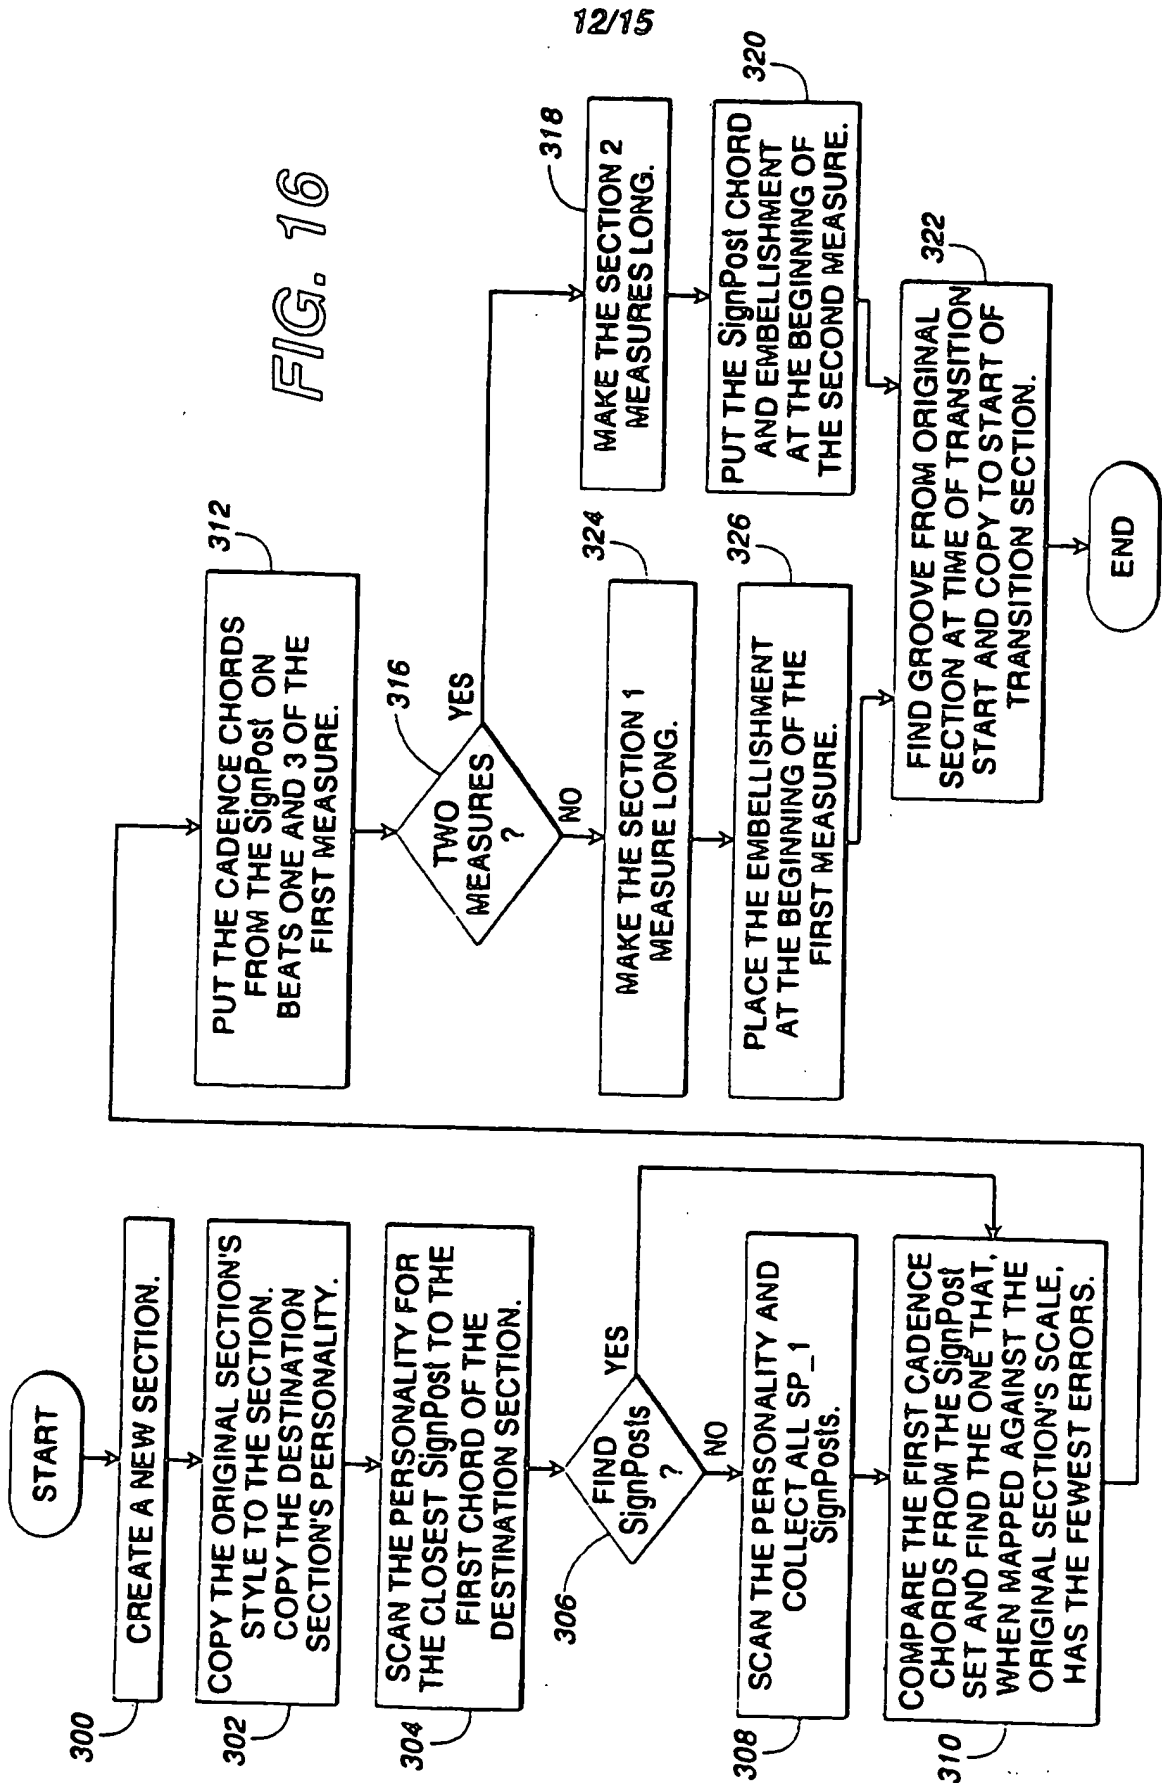 12/15
FIG. 16
START
300
CREATE A NEW SECTION.
302
COPY THE ORIGINAL SECTION'S
STYLE TO THE SECTION.
COPY THE DESTINATION
SECTION'S PERSONALITY.
304
SCAN THE PERSONALITY FOR
THE CLOSEST SignPost TO THE
FIRST CHORD OF THE
DESTINATION SECTION.
306
FIND
SignPosts
?
YES
NO
308
SCAN THE PERSONALITY AND
COLLECT ALL SP_1
SignPosts.
310
COMPARE THE FIRST CADENCE
CHORDS FROM THE SignPost
SET AND FIND THE ONE THAT,
WHEN MAPPED AGAINST THE
ORIGINAL SECTION'S SCALE,
HAS THE FEWEST ERRORS.
312
PUT THE CADENCE CHORDS
FROM THE SignPost ON
BEATS ONE AND 3 OF THE
FIRST MEASURE.
316
TWO
MEASURES
?
YES
NO
318
MAKE THE SECTION 2
MEASURES LONG.
320
PUT THE SignPost CHORD
AND EMBELLISHMENT
AT THE BEGINNING OF
THE SECOND MEASURE.
324
MAKE THE SECTION 1
MEASURE LONG.
326
PLACE THE EMBELLISHMENT
AT THE BEGINNING OF THE
FIRST MEASURE.
322
FIND GROOVE FROM ORIGINAL
SECTION AT TIME OF TRANSITION
START AND COPY TO START OF
TRANSITION SECTION.
END